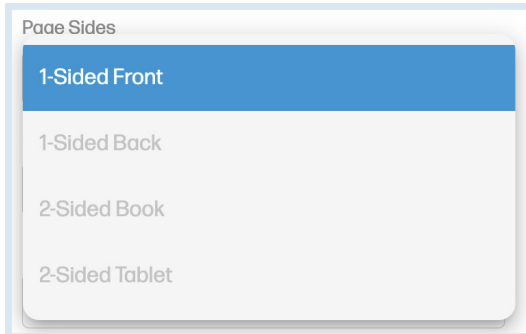 Page Sides
1-Sided Front
1-Sided Back
2-Sided Book
2-Sided Tablet